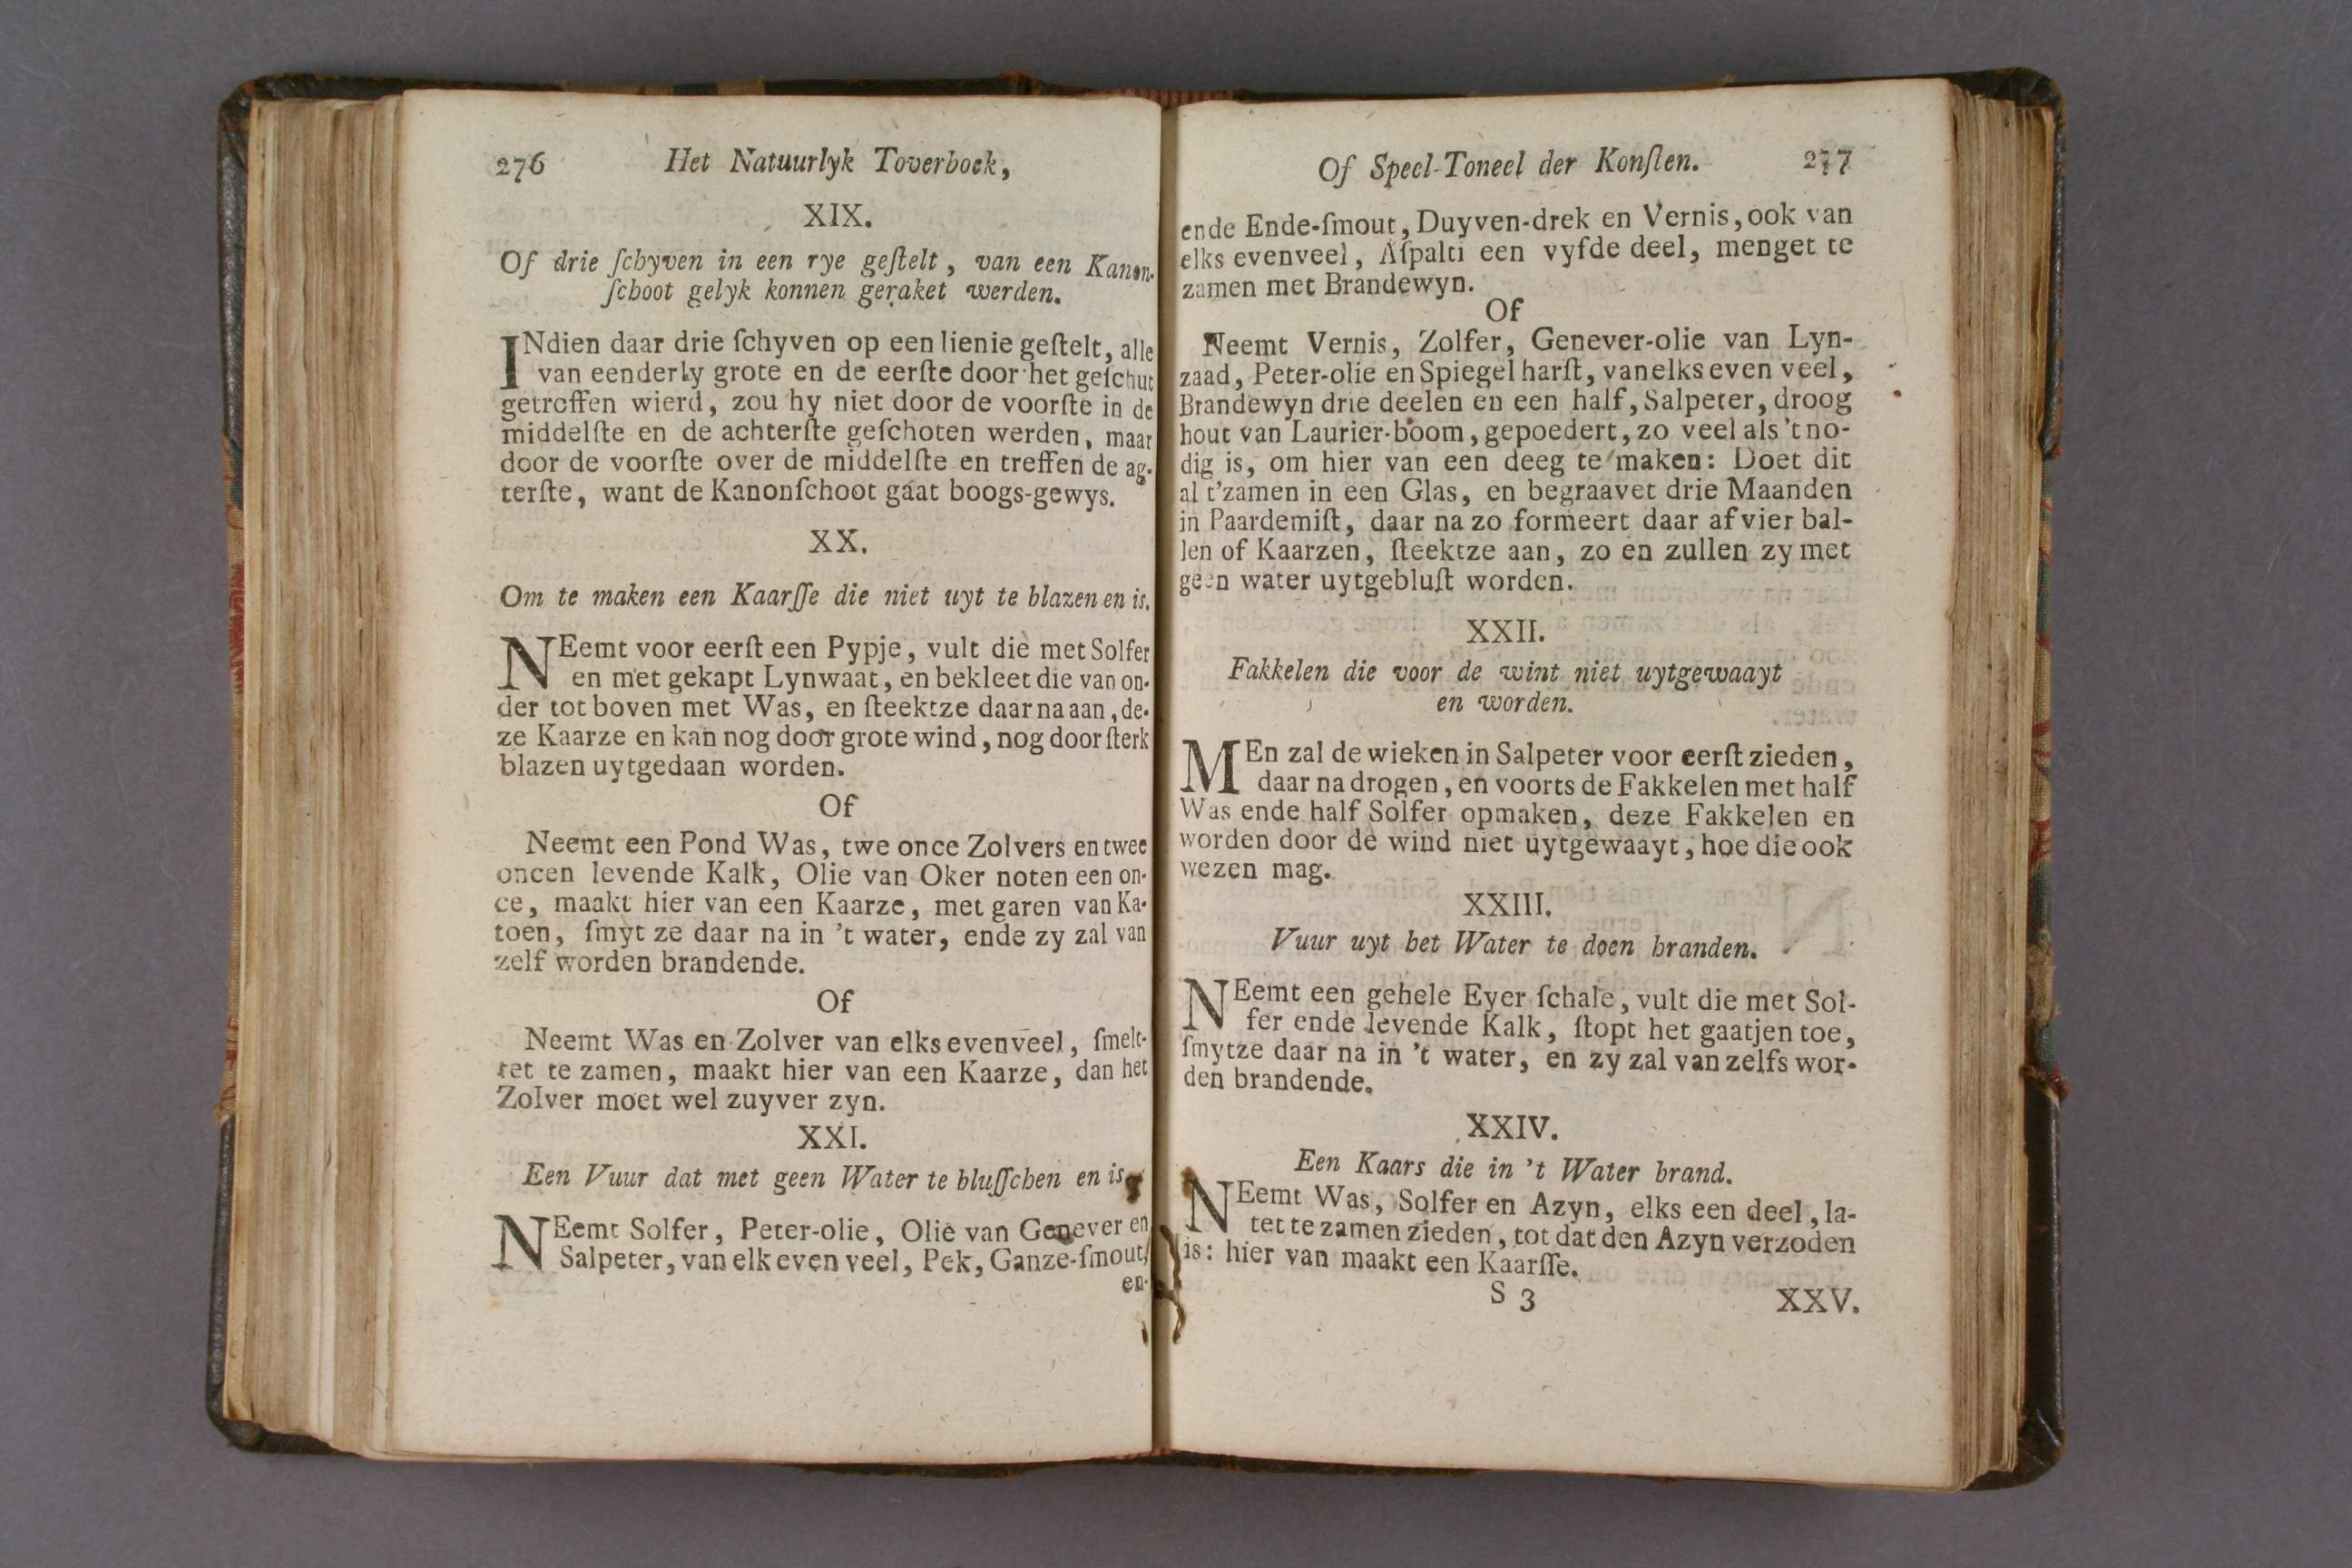 276 Het Natuurlyk Toverboek,
XIX.
Of drie ſchyven in een rye geſtelt, van een Kanon-
ſchoot gelyk konnen geraket werden.
INdien daar drie ſchyven op een lienie geſtelt, alle
van eenderly grote en de eerſte door het geſchut
getroffen wierd, zou hy niet door de voorſte in de
middelſte en de achterſte geſchoten werden, maar
door de voorſte over de middelſte en treffen de ag-
terſte, want de Kanonſchoot gaat boogs-gewys.
XX.
Om te maken een Kaarſſe die niet uyt te blazen en is.
NEemt voor eerſt een Pypje, vult die met Solfer
en met gekapt Lynwaat, en bekleet die van on-
der tot boven met Was, en ſteektze daar na aan, de-
ze Kaarze en kan nog door grote wind, nog door ſterk
blazen uytgedaan worden.
Of
Neemt een Pond Was, twe once Zolvers en twee
oncen levende Kalk, Olie van Oker noten een on-
ce, maakt hier van een Kaarze, met garen van Ka-
toen, ſmyt ze daar na in 't water, ende zy zal van
zelf worden brandende.
Of
Neemt Was en Zolver van elks evenveel, ſmelt-
tet te zamen, maakt hier van een Kaarze, dan het
Zolver moet wel zuyver zyn.
XXI.
Een Vuur dat met geen Water te bluſſchen en is
NEemt Solfer, Peter-olie, Olie van Genever en
Salpeter, van elk even veel, Pek, Ganze-ſmout,
en-
Of Speel-Toneel der Konſten. 277
ende Ende-ſmout, Duyven-drek en Vernis, ook van
elks evenveel, Aſpalti een vyfde deel, menget te
zamen met Brandewyn.
Of
Neemt Vernis, Zolfer, Genever-olie van Lyn-
zaad, Peter-olie en Spiegel harſt, van elks even veel,
Brandewyn drie deelen en een half, Salpeter, droog
hout van Laurier-boom, gepoedert, zo veel als 't no-
dig is, om hier van een deeg te maken: Doet dit
al t'zamen in een Glas, en begraavet drie Maanden
in Paardemiſt, daar na zo formeert daar af vier bal-
len of Kaarzen, ſteektze aan, zo en zullen zy met
geen water uytgebluſt worden.
XXII.
Fakkelen die voor de wint niet uytgewaayt
en worden.
MEn zal de wieken in Salpeter voor eerſt zieden,
daar na drogen, en voorts de Fakkelen met half
Was ende half Solfer opmaken, deze Fakkelen en
worden door de wind niet uytgewaayt, hoe die ook
wezen mag.
XXIII.
Vuur uyt het Water te doen branden.
NEemt een gehele Eyer ſchale, vult die met Sol-
fer ende levende Kalk, ſtopt het gaatjen toe,
ſmytze daar na in 't water, en zy zal van zelfs wor-
den brandende.
XXIV.
Een Kaars die in 't Water brand.
NEemt Was, Solfer en Azyn, elks een deel, la-
tet te zamen zieden, tot dat den Azyn verzoden
is: hier van maakt een Kaarſſe.
S 3 XXV.